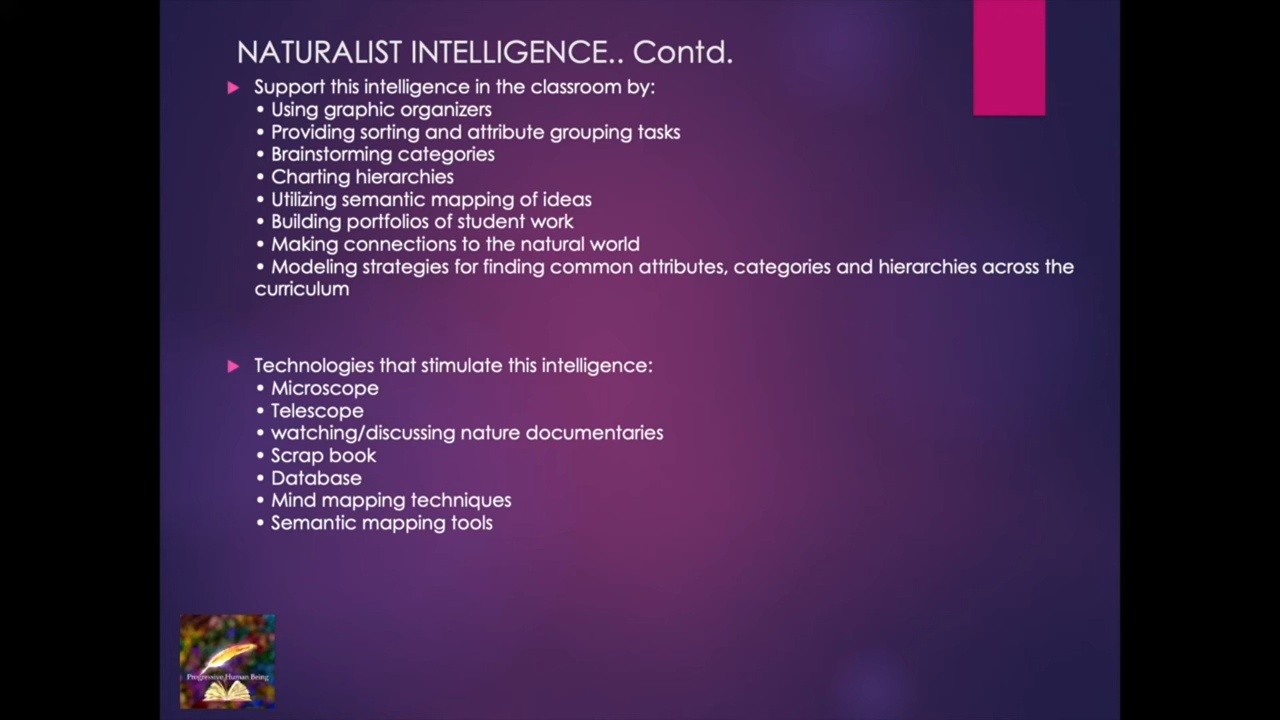 NATURALIST INTELLIGENCE.. Contd.
Support this intelligence in the classroom by:
• Using graphic organizers
• Providing sorting and attribute grouping tasks
• Brainstorming categories
• Charting hierarchies
• Utilizing semantic mapping of ideas
• Building portfolios of student work
• Making connections to the natural world
• Modeling strategies for finding common attributes, categories and hierarchies across the
curriculum
Technologies that stimulate this intelligence:
• Microscope
• Telescope
• watching/discussing nature documentaries
• Scrap book
• Database
• Mind mapping techniques
• Semantic mapping tools
Progressive Human Being